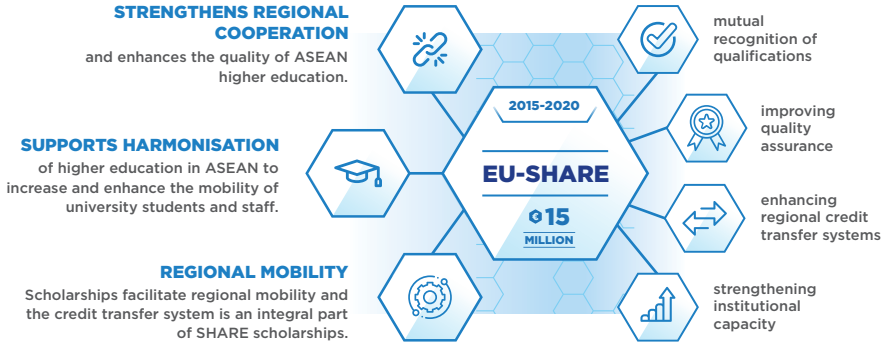 STRENGTHENS REGIONAL
COOPERATION
and enhances the quality of ASEAN
higher education.
SUPPORTS HARMONISATION
of higher education in ASEAN to
increase and enhance the mobility of
university students and staff.
REGIONAL MOBILITY
Scholarships facilitate regional mobility and
the credit transfer system is an integral part
of SHARE scholarships.
2015-2020
EU-SHARE
€15
MILLION
mutual
recognition of
qualifications
improving
quality
assurance
enhancing
regional credit
transfer systems
strengthening
institutional
capacity